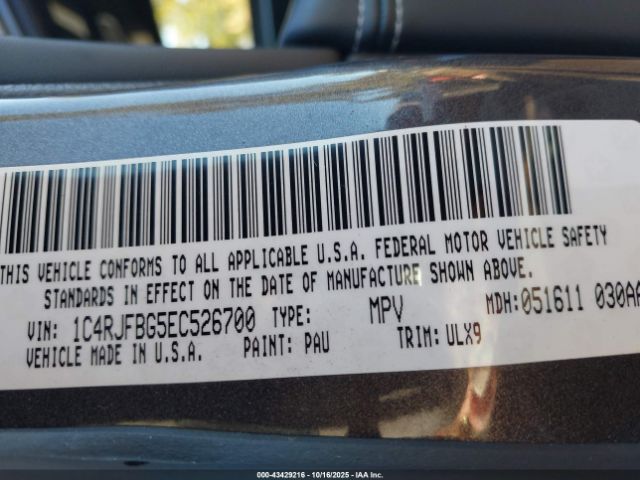 THIS VEHICLE CONFORMS TO ALL APPLICABLE U.S.A. FEDERAL MOTOR VEHICLE SAFETY
STANDARDS IN EFFECT ON THE DATE OF MANUFACTURE SHOWN ABOVE.
VIN: 1C4RJFBG5EC526700 TYPE: MPV MDH:051611 030A
VEHICLE MADE IN U.S.A. PAINT: PAU TRIM: ULX9
000-43429216 - 10/16/2025 - IAA Inc.